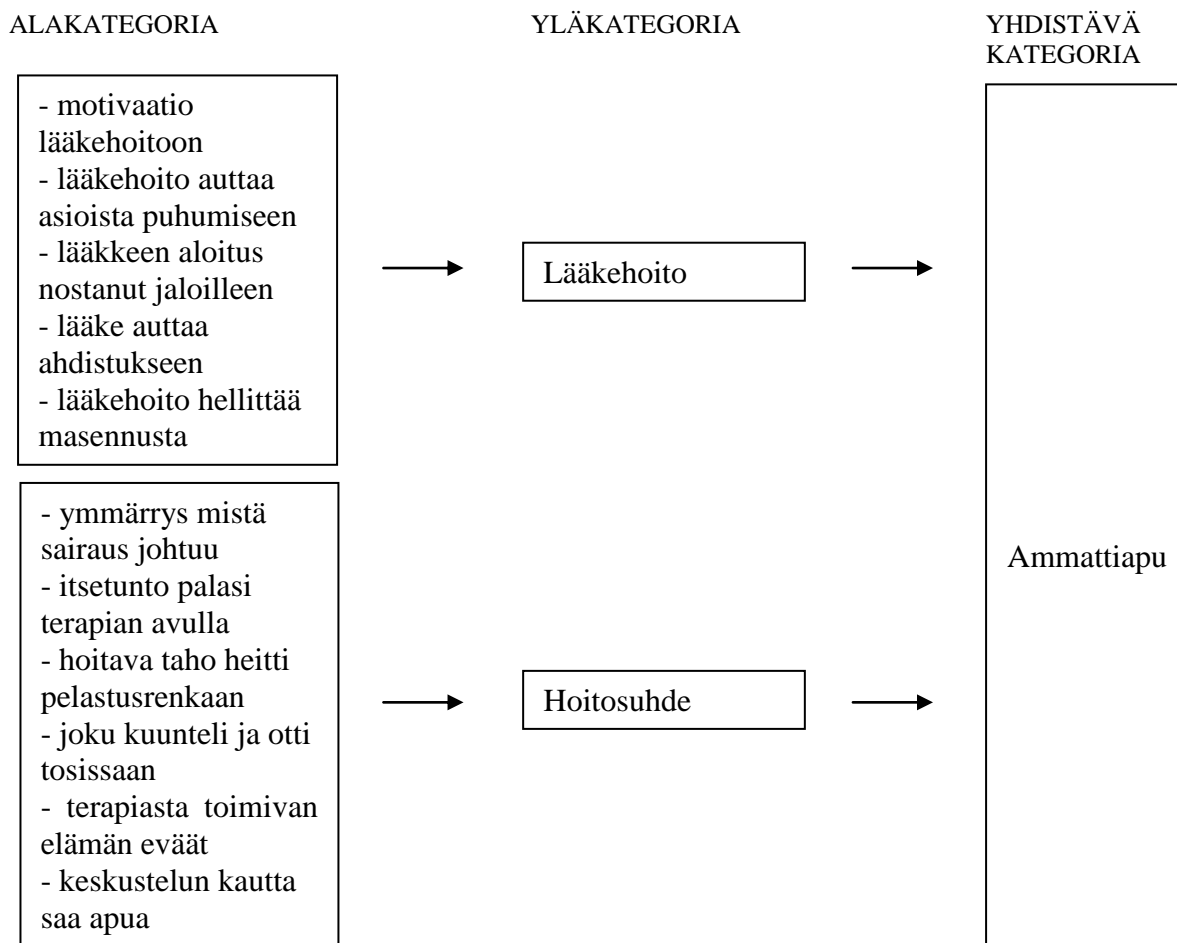 ALAKATEGORIA
YLÄKATEGORIA
YHDISTÄVÄ
KATEGORIA
- motivaatio
lääkehoitoon
- lääkehoito auttaa
asioista puhumiseen
- lääkkeen aloitus
nostanut jaloilleen
- lääke auttaa
ahdistukseen
- lääkehoito hellittää
masennusta
Lääkehoito
- ymmärrys mistä
sairaus johtuu
- itsetunto palasi
terapian avulla
- hoitava taho heitti
pelastusrenkaan
- joku kuunteli ja otti
tosissaan
- terapiasta toimivan
elämän eväät
- keskustelun kautta
saa apua
Hoitosuhde
Ammattiapu